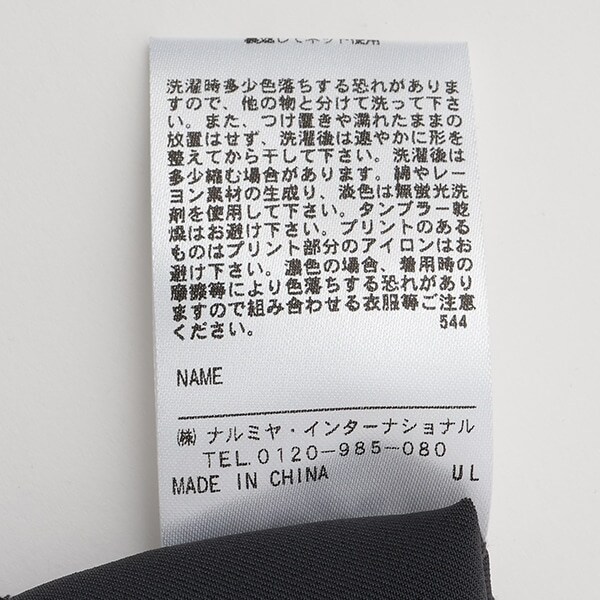 裏返してネット使用
洗濯時多少色落ちする恐れがありま
すので、他の物と分けて洗って下さ
い。また、つけ置きや濡れたままの
放置はせず、洗濯後は速やかに形を
整えてから干して下さい。洗濯後は
多少縮む場合があります。綿やレー
ヨン素材の生成り、淡色は無蛍光洗
剤を使用して下さい。タンブラー乾
燥はお避け下さい。プリントのある
ものはプリント部分のアイロンはお
避け下さい。濃色の場合、着用時の
摩擦等により色落ちする恐れがあり
ますので組み合わせる衣服等ご注意
ください。 544
NAME
㈱ ナルミヤ・インターナショナル
TEL.0120-985-080
MADE IN CHINA UL